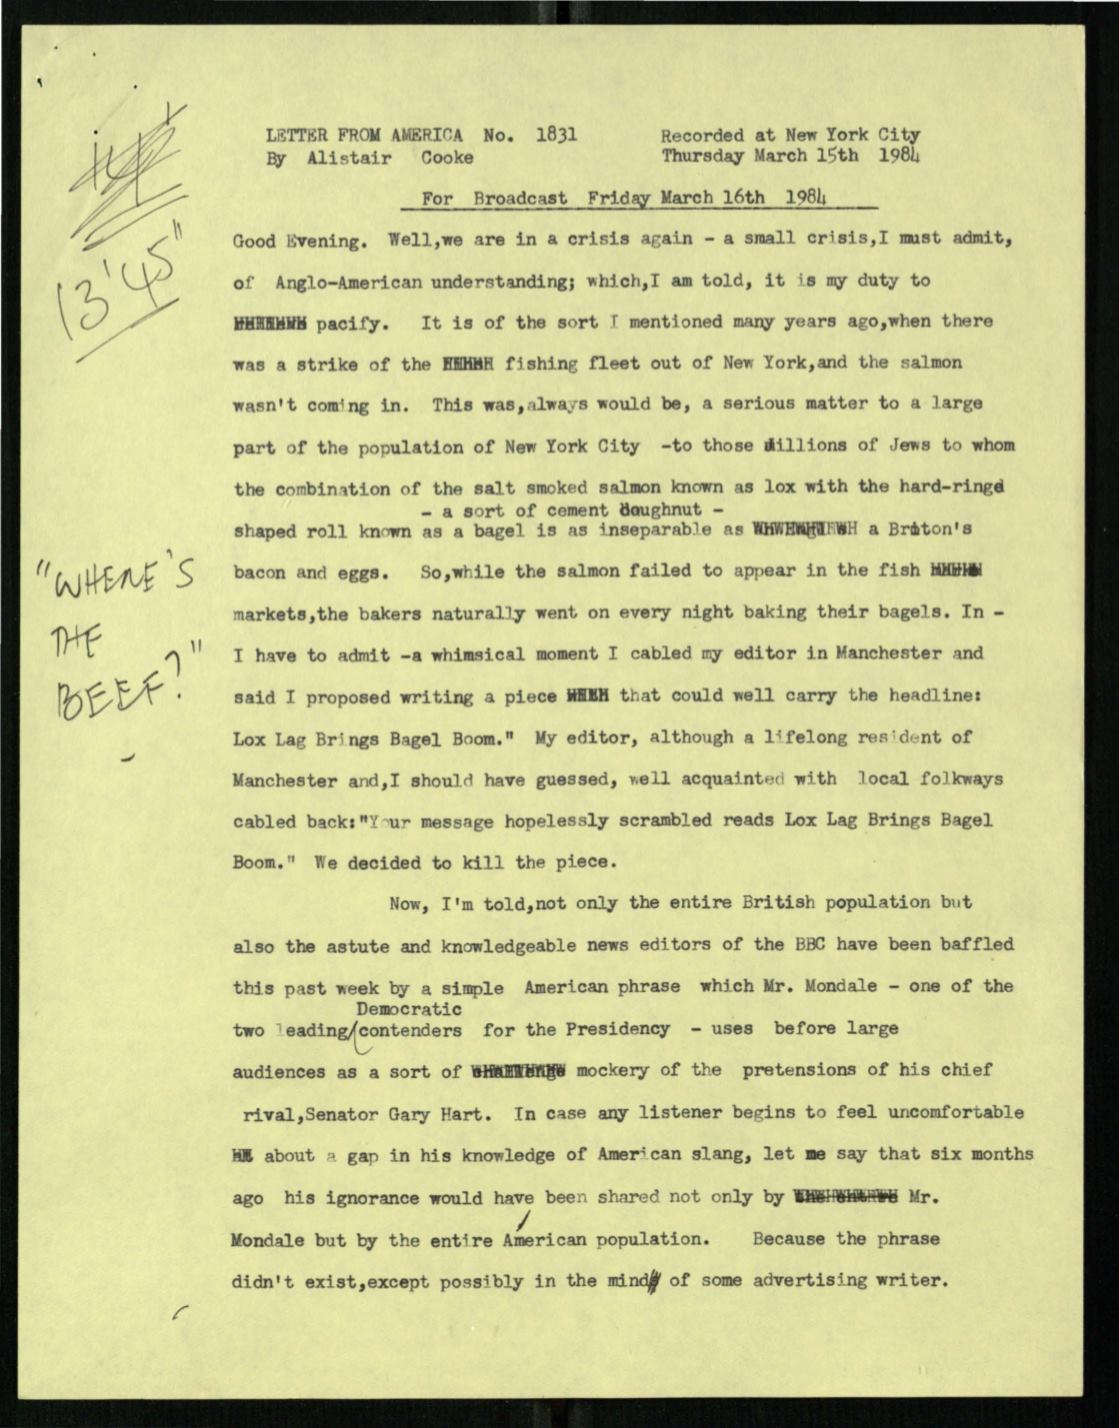 LETTER FROM AMERICA No. 1831
By Alistair Cooke
Recorded at New York City
Thursday March 15th 1984
For Broadcast Friday March 16th 1984
13'45"
Good Evening. Well,we are in a crisis again - a small crisis,I must admit,
of Anglo-American understanding; which,I am told, it is my duty to
pacify. It is of the sort I mentioned many years ago,when there
was a strike of the fishing fleet out of New York,and the salmon
wasn't coming in. This was,always would be, a serious matter to a large
part of the population of New York City -to those millions of Jews to whom
the combination of the salt smoked salmon known as lox with the hard-ringed
- a sort of cement doughnut -
shaped roll known as a bagel is as inseparable as a Briton's
bacon and eggs. So,while the salmon failed to appear in the fish
markets,the bakers naturally went on every night baking their bagels. In -
I have to admit -a whimsical moment I cabled my editor in Manchester and
said I proposed writing a piece that could well carry the headline:
Lox Lag Brings Bagel Boom." My editor, although a lifelong resident of
Manchester and,I should have guessed, well acquainted with local folkways
cabled back:"Your message hopelessly scrambled reads Lox Lag Brings Bagel
Boom." We decided to kill the piece.
"WHERE'S
THE
BEEF?"
Now, I'm told,not only the entire British population but
also the astute and knowledgeable news editors of the BBC have been baffled
this past week by a simple American phrase which Mr. Mondale - one of the
Democratic
two leading contenders for the Presidency - uses before large
audiences as a sort of mockery of the pretensions of his chief
rival,Senator Gary Hart. In case any listener begins to feel uncomfortable
about a gap in his knowledge of American slang, let me say that six months
ago his ignorance would have been shared not only by Mr.
Mondale but by the entire American population. Because the phrase
didn't exist,except possibly in the mind of some advertising writer.